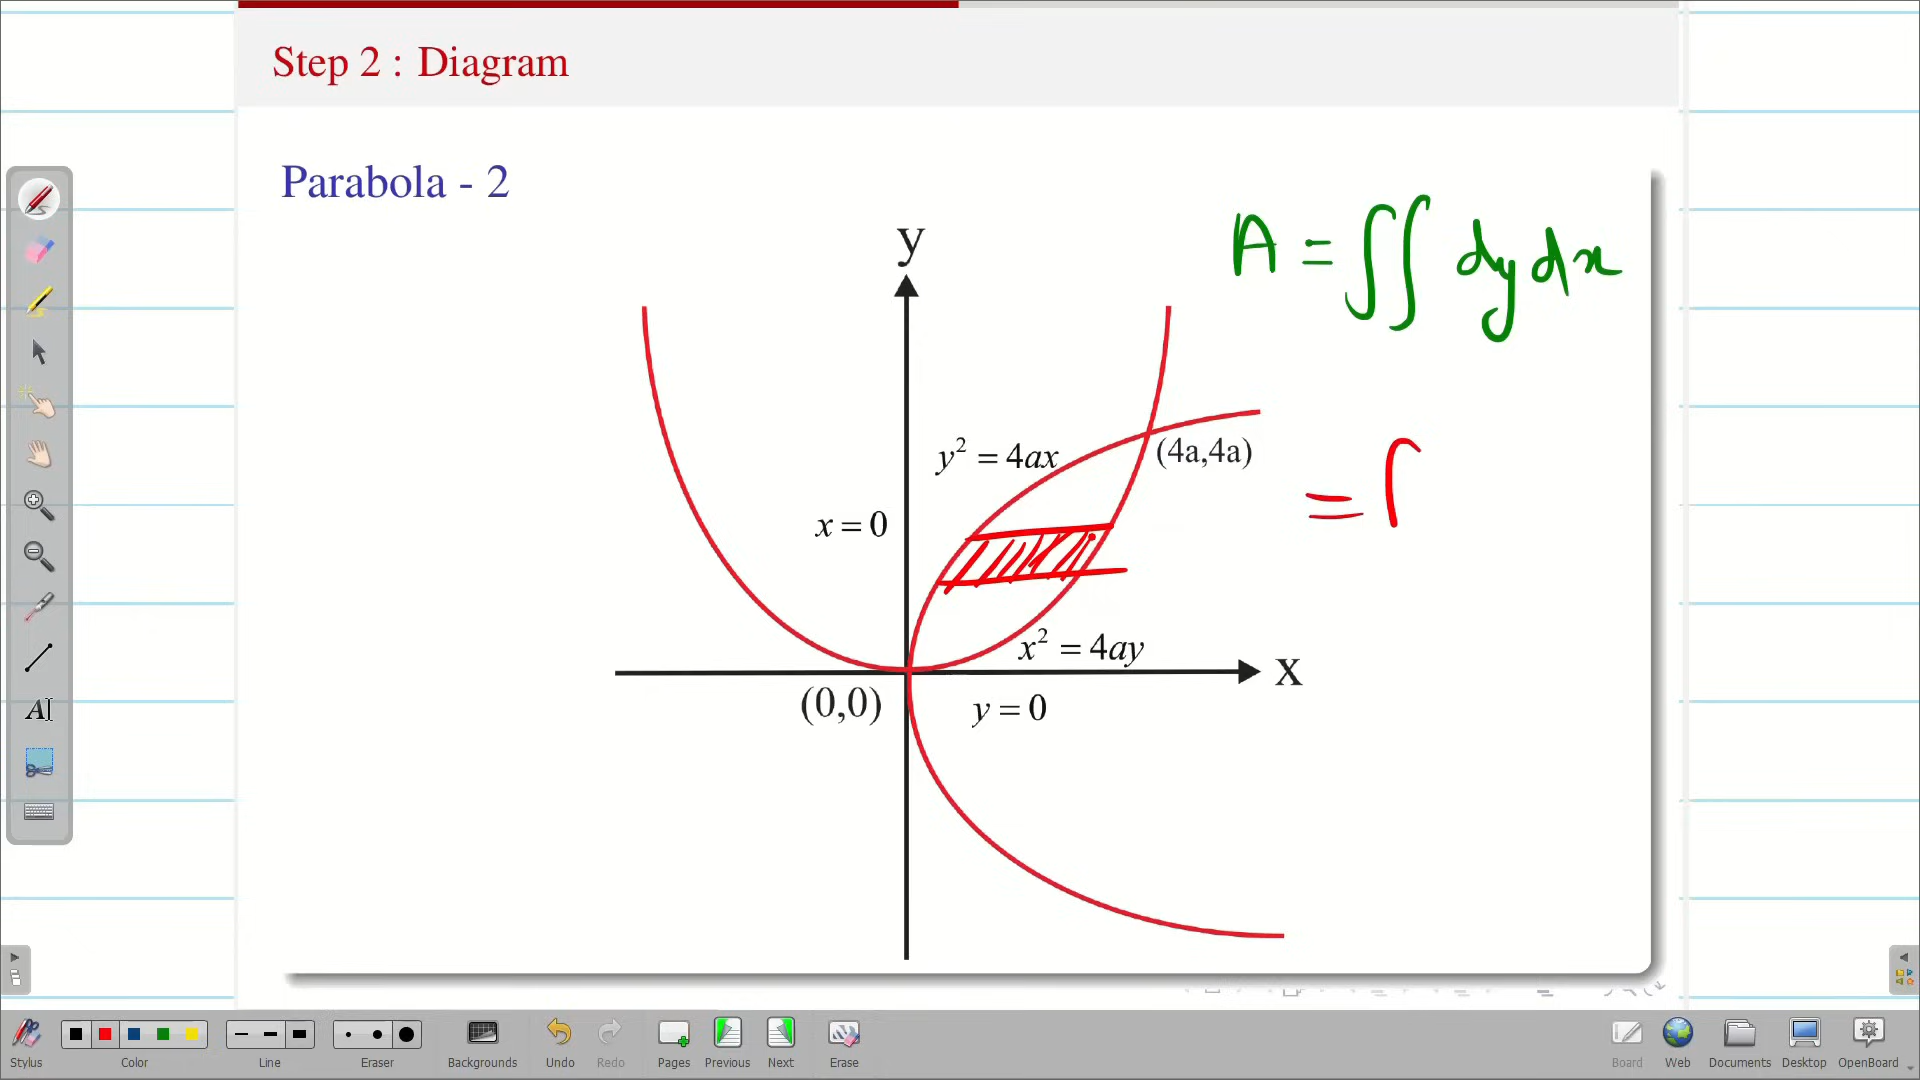 Step 2 : Diagram
Parabola - 2
y
A = ∫∫ dy dx
y² = 4ax
(4a,4a)
x = 0
= ∫
x² = 4ay
X
(0,0)
y = 0
A
Stylus
Color
Line
Eraser
Backgrounds
Undo
Redo
Pages
Previous
Next
Erase
Board
Web
Documents
Desktop
OpenBoard